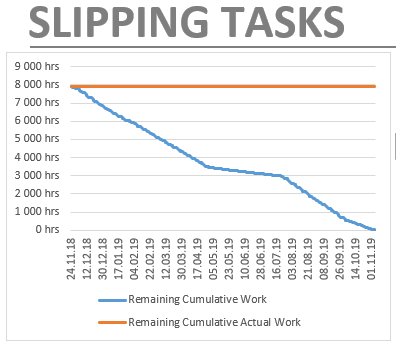 SLIPPING TASKS
9 000 hrs
8 000 hrs
7 000 hrs
6 000 hrs
5 000 hrs
4 000 hrs
3 000 hrs
2 000 hrs
1 000 hrs
0 hrs
24.11.18
12.12.18
30.12.18
17.01.19
04.02.19
22.02.19
12.03.19
30.03.19
17.04.19
05.05.19
23.05.19
10.06.19
28.06.19
16.07.19
03.08.19
21.08.19
08.09.19
26.09.19
14.10.19
01.11.19
Remaining Cumulative Work
Remaining Cumulative Actual Work